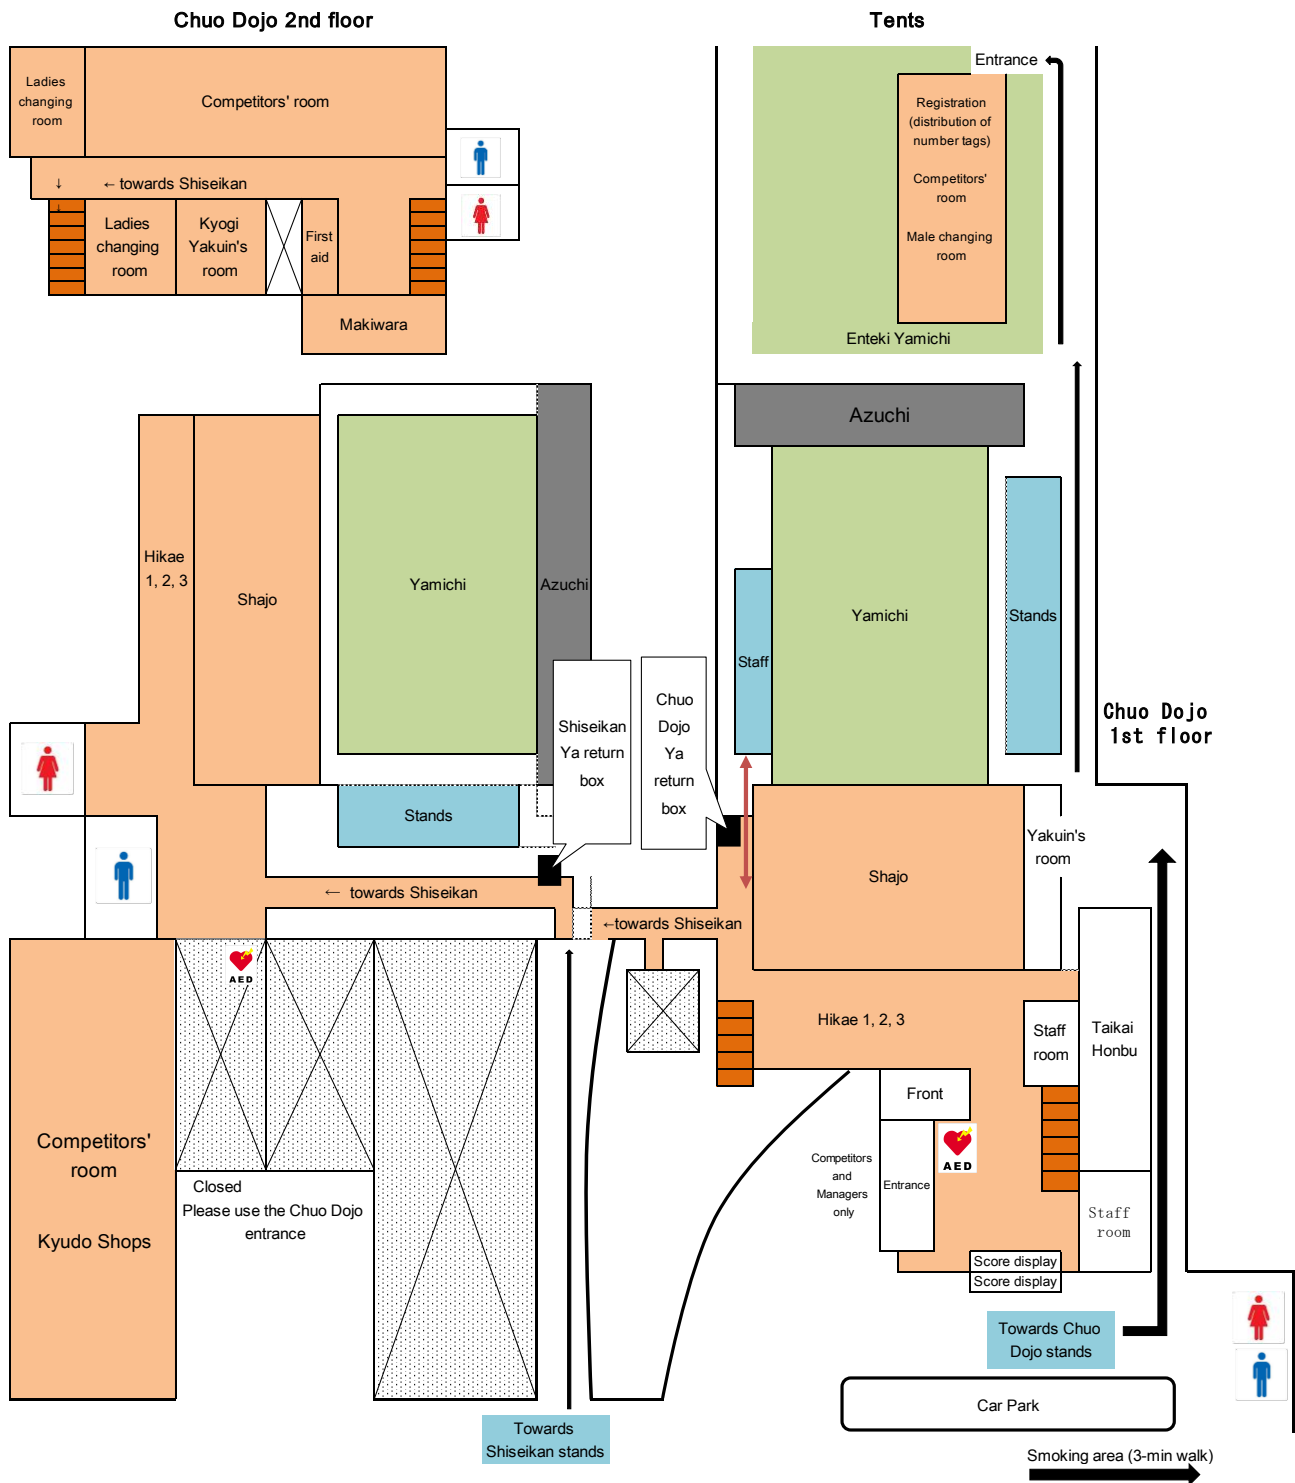 Chuo Dojo 2nd floor
Tents
Ladies
changing
room
Competitors' room
↓
← towards Shiseikan
↓
Ladies
changing
room
Kyogi
Yakuin's
room
First
aid
Makiwara
Entrance
Registration
(distribution of
number tags)
Competitors'
room
Male changing
room
Enteki Yamichi
Azuchi
Hikae
1, 2, 3
Shajo
Yamichi
Azuchi
Yamichi
Stands
Staff
Shiseikan
Ya return
box
Chuo
Dojo
Ya
return
box
Chuo Dojo
1st floor
Stands
Yakuin's
room
Shajo
← towards Shiseikan
←towards Shiseikan
AED
Hikae 1, 2, 3
Staff
room
Taikai
Honbu
Front
AED
Competitors
and
Managers
only
Entrance
Competitors'
room
Kyudo Shops
Closed
Please use the Chuo Dojo
entrance
Staff
room
Score display
Score display
Towards Chuo
Dojo stands
Car Park
Towards
Shiseikan stands
Smoking area (3-min walk)